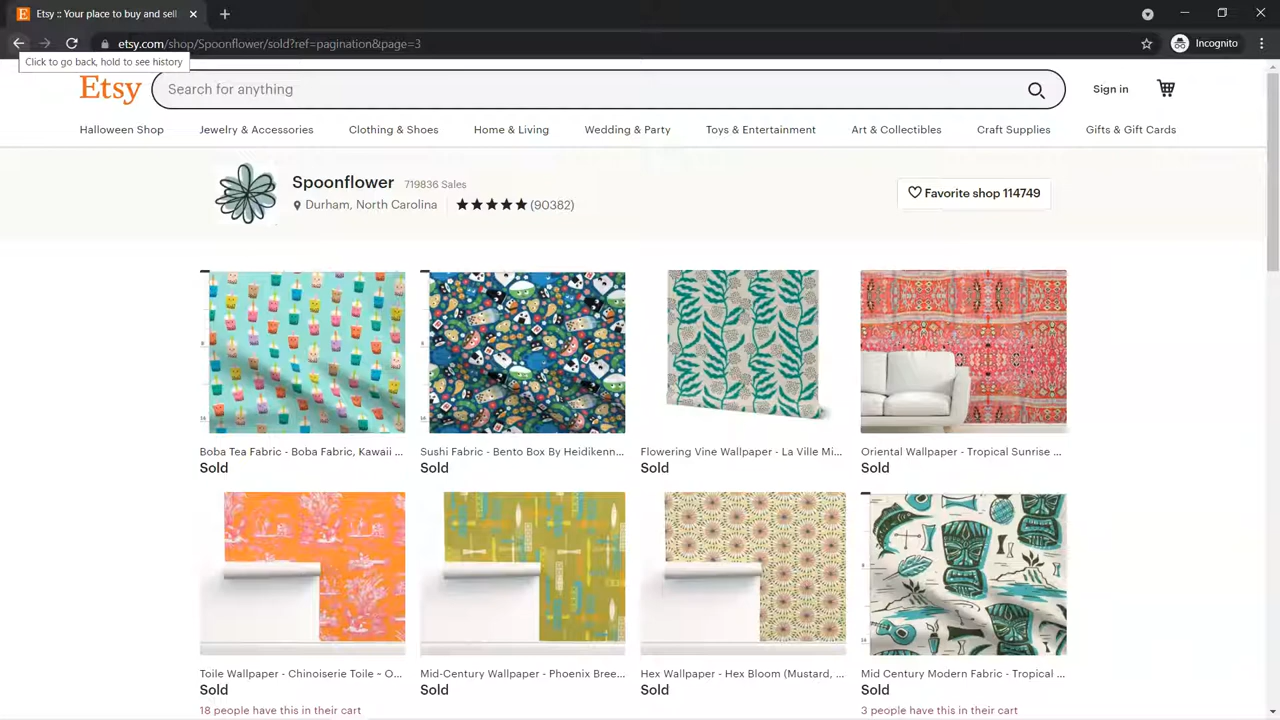 Etsy :: Your place to buy and sell
etsy.com/shop/Spoonflower/sold?ref=pagination&page=3
Incognito
Click to go back, hold to see history
Etsy
Search for anything
Sign in
Halloween Shop
Jewelry & Accessories
Clothing & Shoes
Home & Living
Wedding & Party
Toys & Entertainment
Art & Collectibles
Craft Supplies
Gifts & Gift Cards
Spoonflower 719836 Sales
Durham, North Carolina
(90382)
Favorite shop 114749
Boba Tea Fabric - Boba Fabric, Kawaii ...
Sold
Sushi Fabric - Bento Box By Heidikenn...
Sold
Flowering Vine Wallpaper - La Ville Mi...
Sold
Oriental Wallpaper - Tropical Sunrise ...
Sold
Toile Wallpaper - Chinoiserie Toile - O...
Sold
18 people have this in their cart
Mid-Century Wallpaper - Phoenix Bree...
Sold
Hex Wallpaper - Hex Bloom (Mustard, ...
Sold
Mid Century Modern Fabric - Tropical ...
Sold
3 people have this in their cart